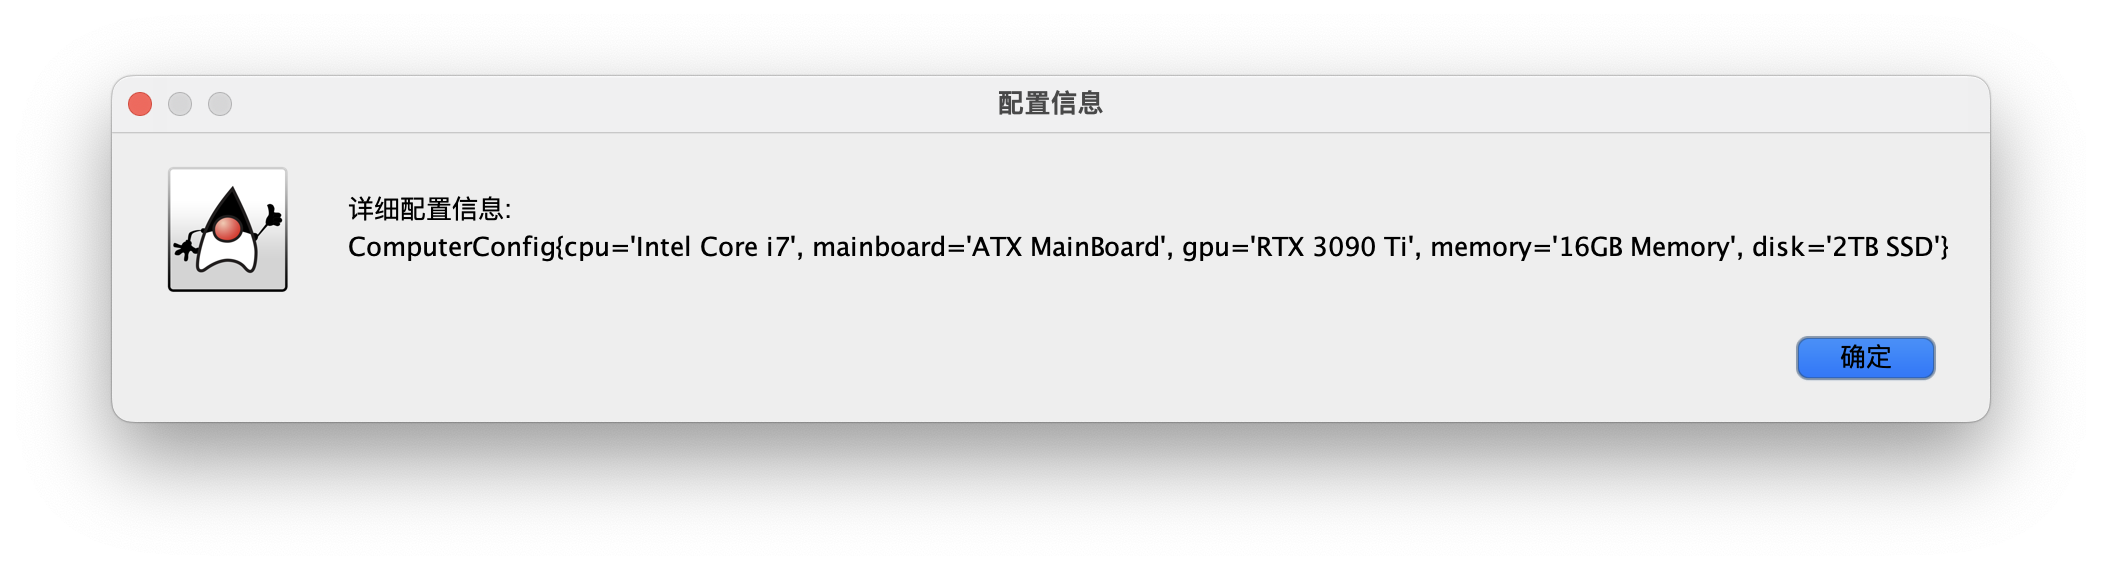 配置信息
详细配置信息:
ComputerConfig{cpu='Intel Core i7', mainboard='ATX MainBoard', gpu='RTX 3090 Ti', memory='16GB Memory', disk='2TB SSD'}
确定